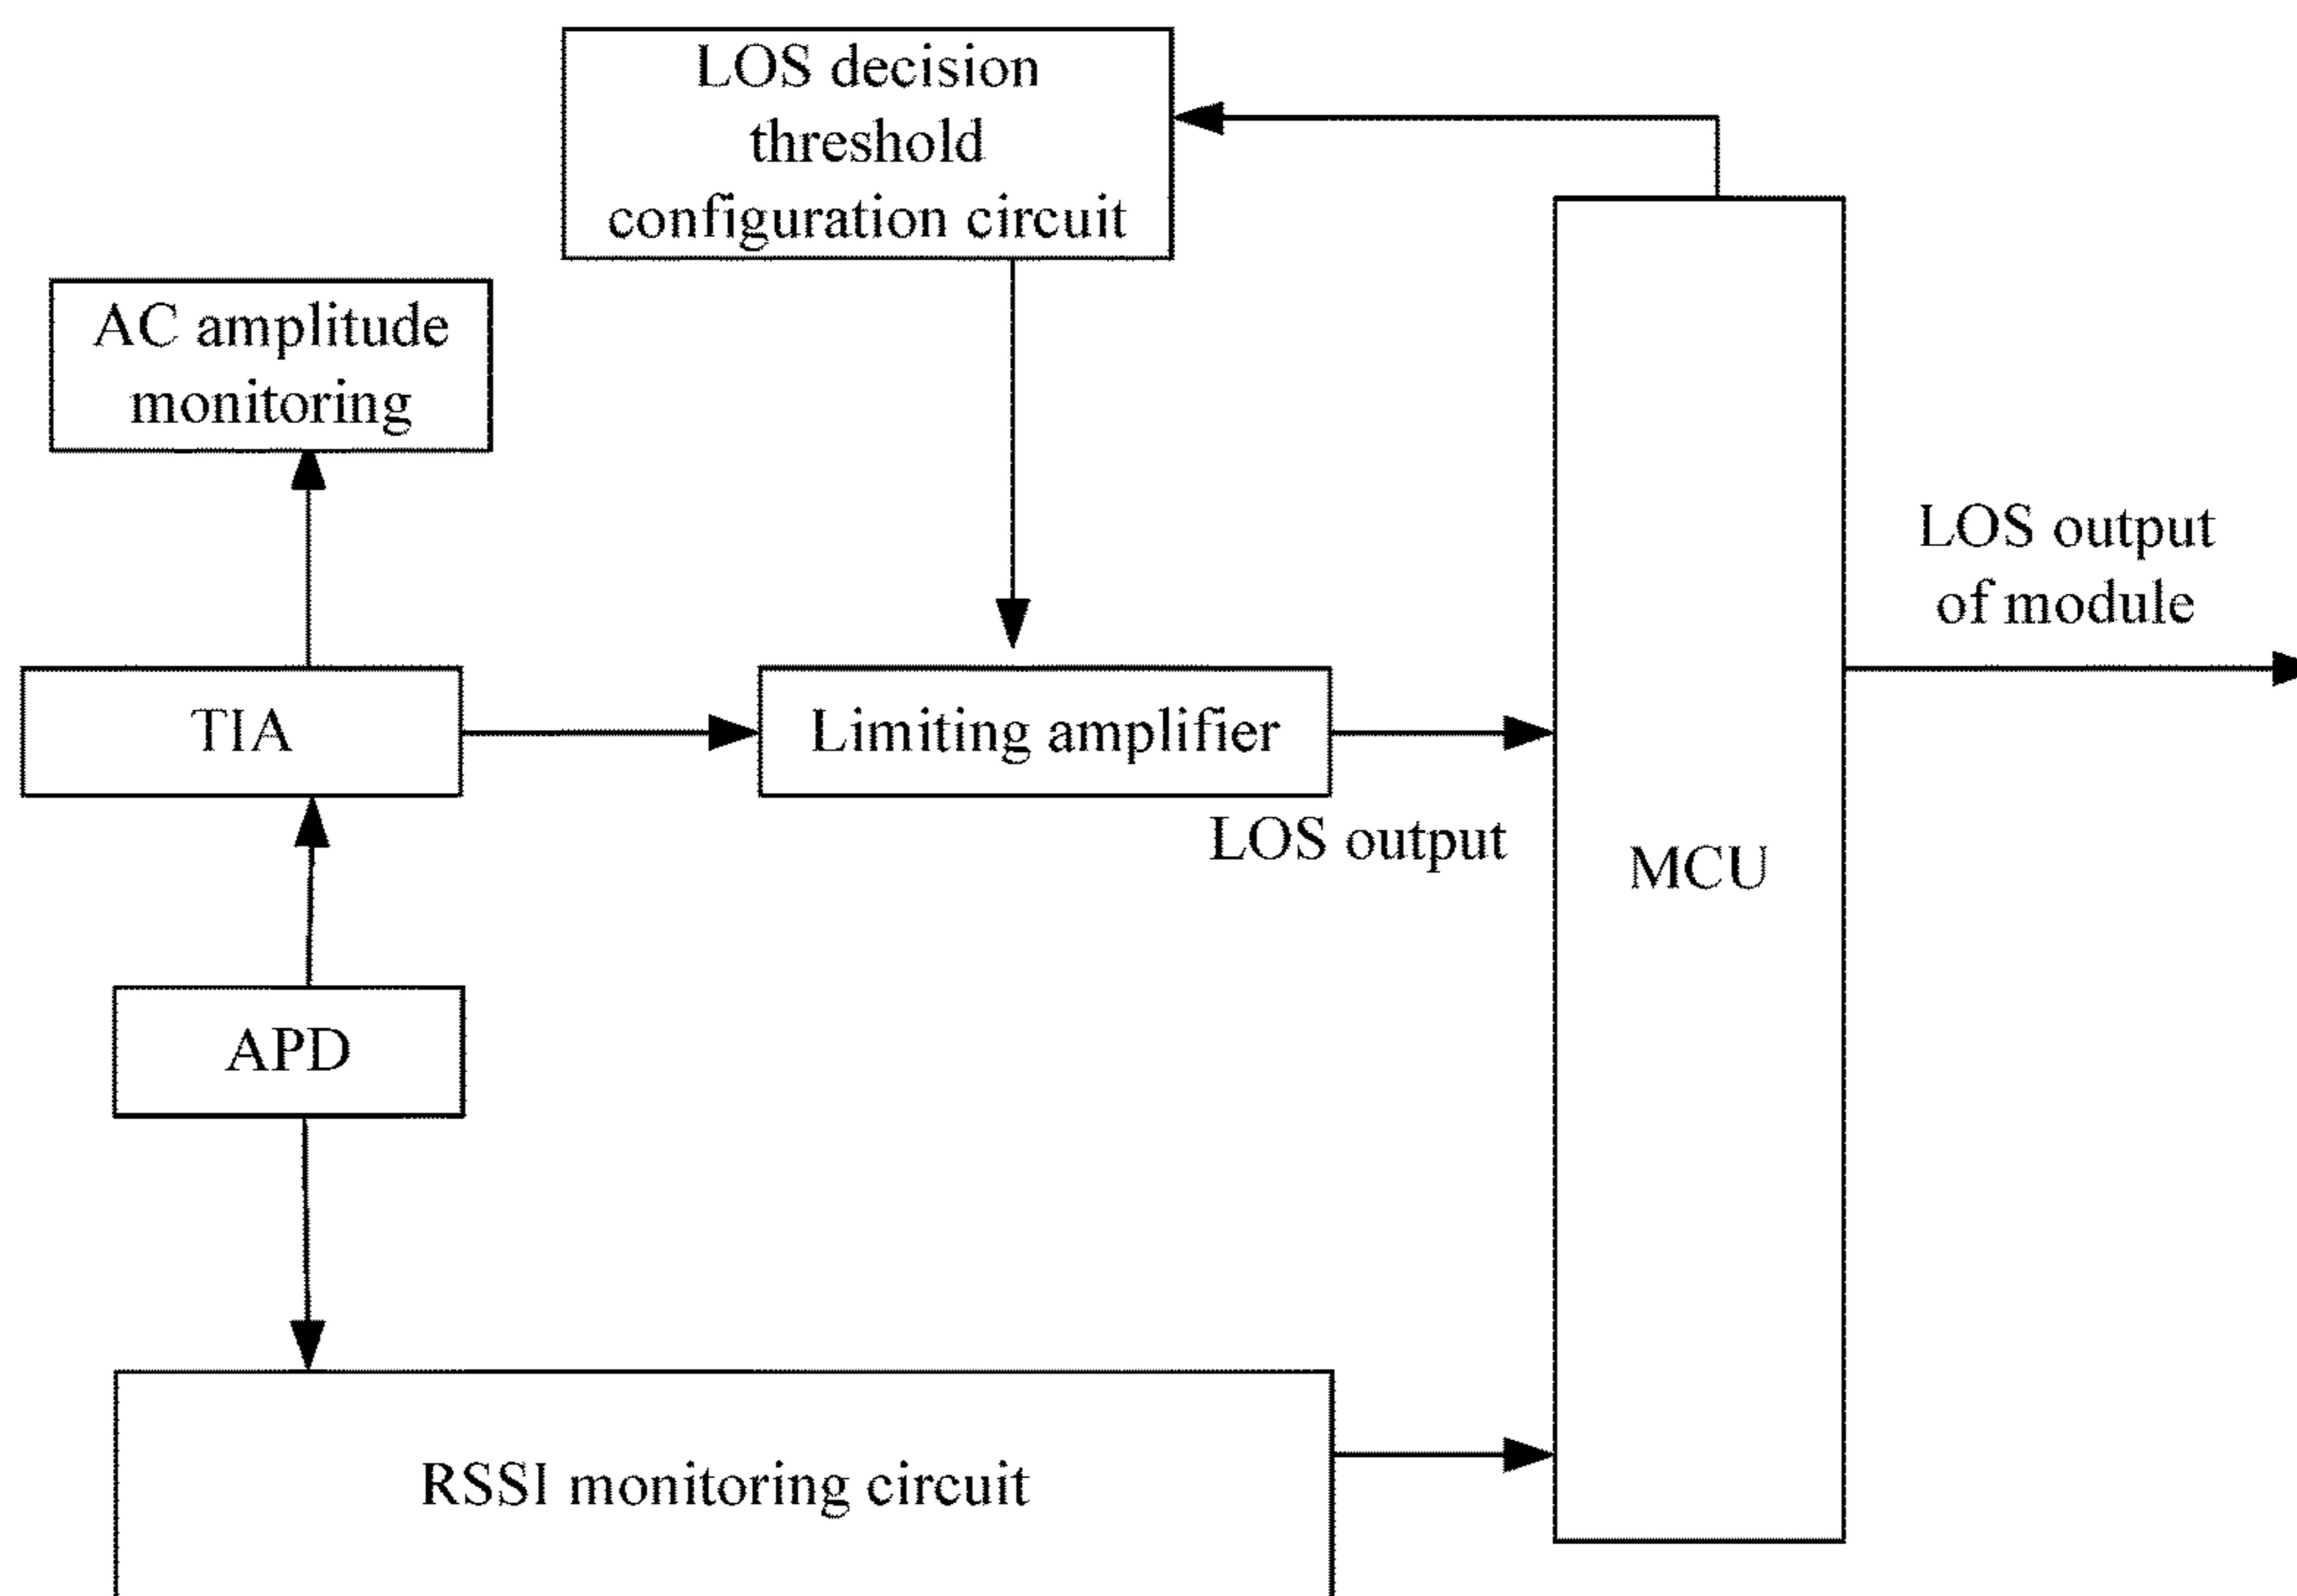 LOS decision
threshold
configuration circuit
AC amplitude
monitoring
LOS output
of module
TIA
Limiting amplifier
LOS output
MCU
APD
RSSI monitoring circuit